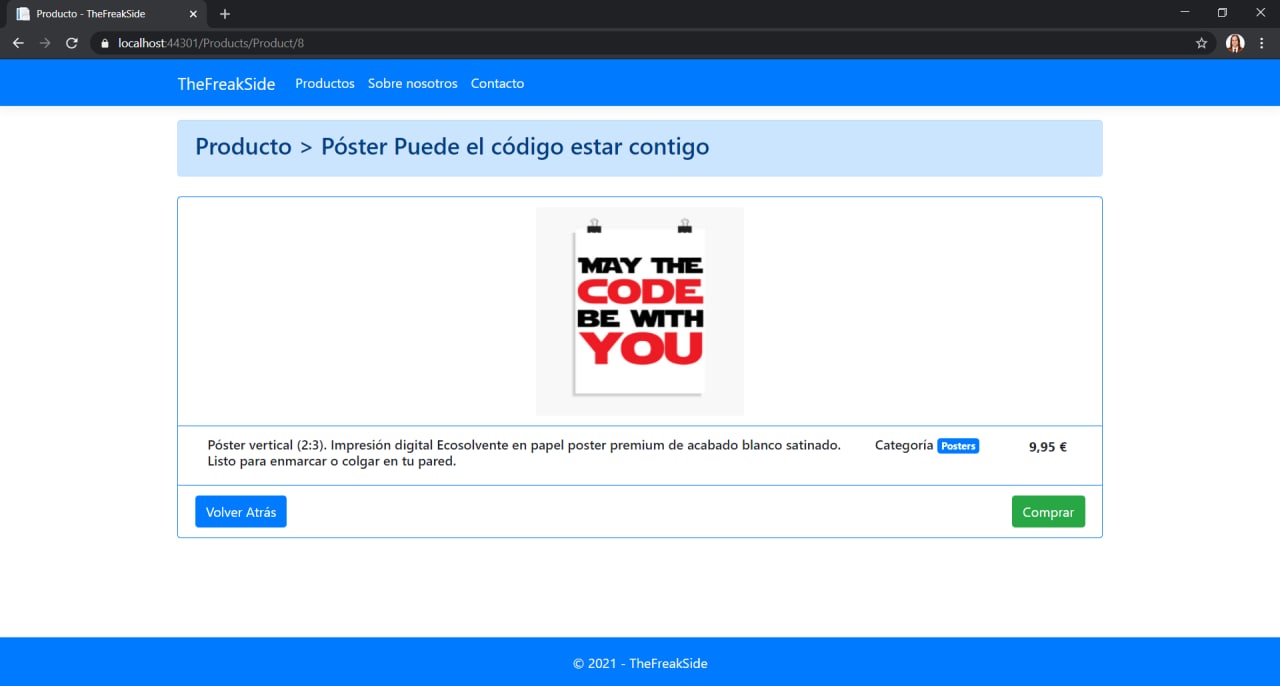 Producto - TheFreakSide
localhost:44301/Products/Product/8
TheFreakSide Productos Sobre nosotros Contacto
Producto > Póster Puede el código estar contigo
MAY THE
CODE
BE WITH
YOU
Póster vertical (2:3). Impresión digital Ecosolvente en papel poster premium de acabado blanco satinado. Categoría Posters 9,95 €
Listo para enmarcar o colgar en tu pared.
Volver Atrás Comprar
© 2021 - TheFreakSide